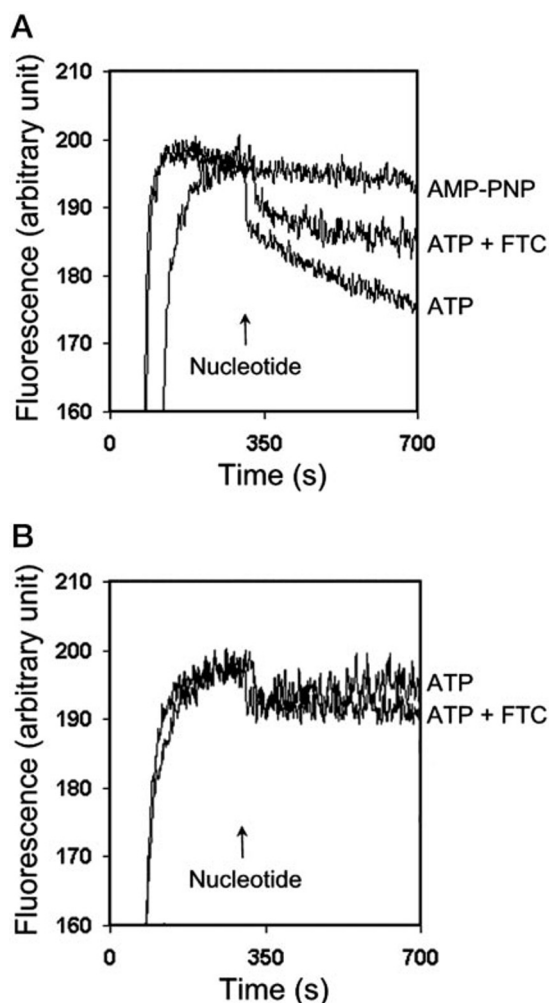 A
Fluorescence (arbitrary unit)
210
200
190
180
170
160
AMP-PNP
ATP + FTC
ATP
Nucleotide
0
350
700
Time (s)
B
Fluorescence (arbitrary unit)
210
200
190
180
170
160
ATP
ATP + FTC
Nucleotide
0
350
700
Time (s)